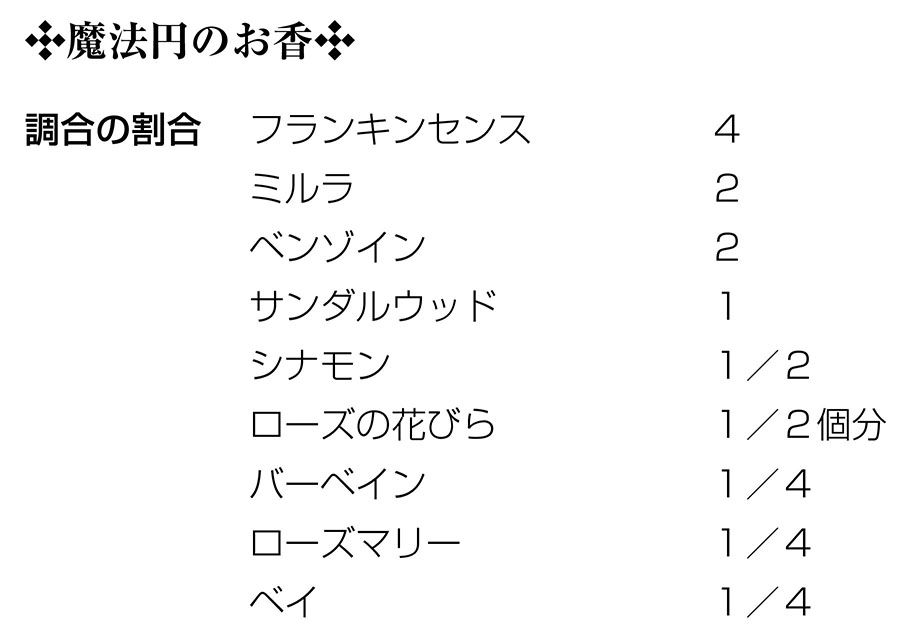 ❖魔法円のお香❖
調合の割合 フランキンセンス 4
ミルラ 2
ベンゾイン 2
サンダルウッド 1
シナモン 1／2
ローズの花びら 1／2個分
バーベイン 1／4
ローズマリー 1／4
ベイ 1／4